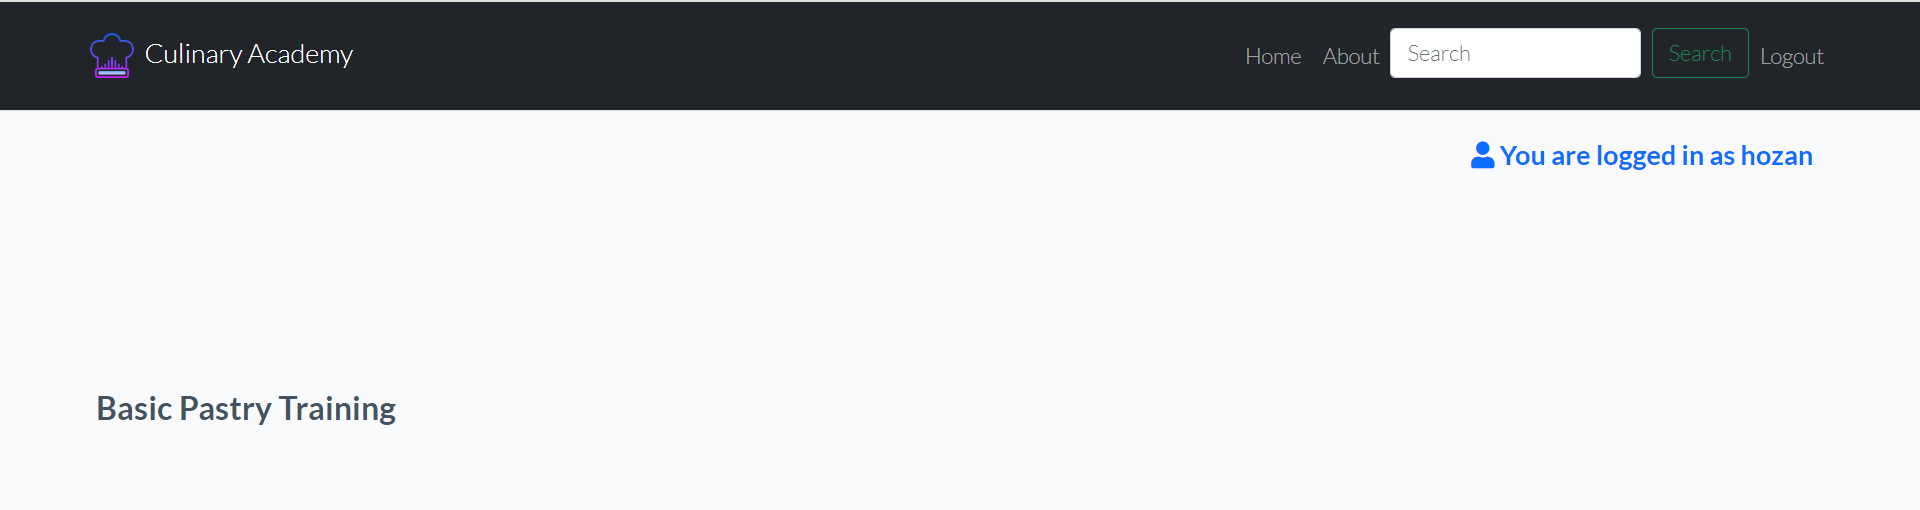 Culinary Academy
Home About Search Search Logout
You are logged in as hozan
Basic Pastry Training